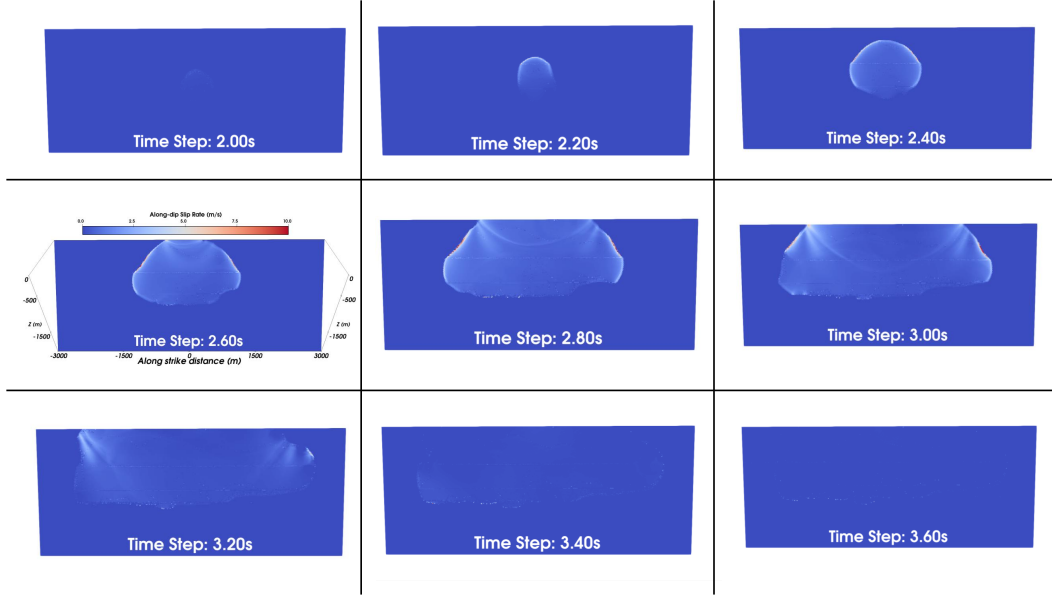 Time Step: 2.00s
Time Step: 2.20s
Time Step: 2.40s
Along-dip Slip Rate (m/s)
0.0 2.5 5.0 7.5 10.0
0 0
-500 -500
Z (m) Z (m)
-1500 -1500
Time Step: 2.60s
-3000 -1500 0 1500 3000
Along strike distance (m)
Time Step: 2.80s
Time Step: 3.00s
Time Step: 3.20s
Time Step: 3.40s
Time Step: 3.60s